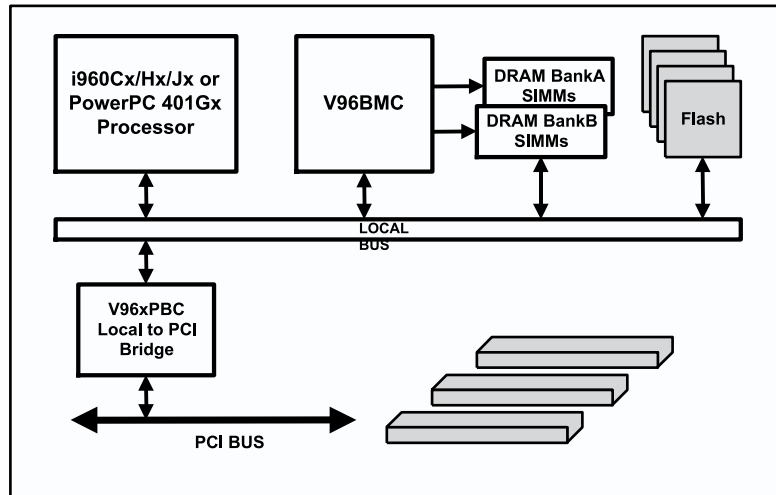 i960Cx/Hx/Jx or
PowerPC 401Gx
Processor
V96BMC
DRAM BankA
SIMMs
DRAM BankB
SIMMs
Flash
LOCAL
BUS
V96xPBC
Local to PCI
Bridge
PCI BUS